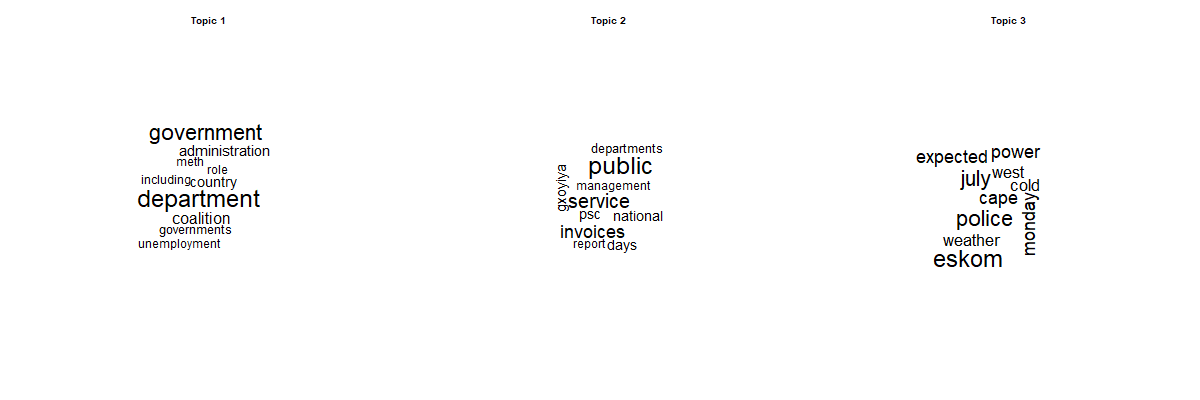 Topic 1
government
administration
meth
role
including
country
department
coalition
governments
unemployment
Topic 2
departments
public
gxoyiya
management
service
psc
national
invoices
report
days
Topic 3
power
expected
west
july
cold
cape
monday
police
weather
eskom